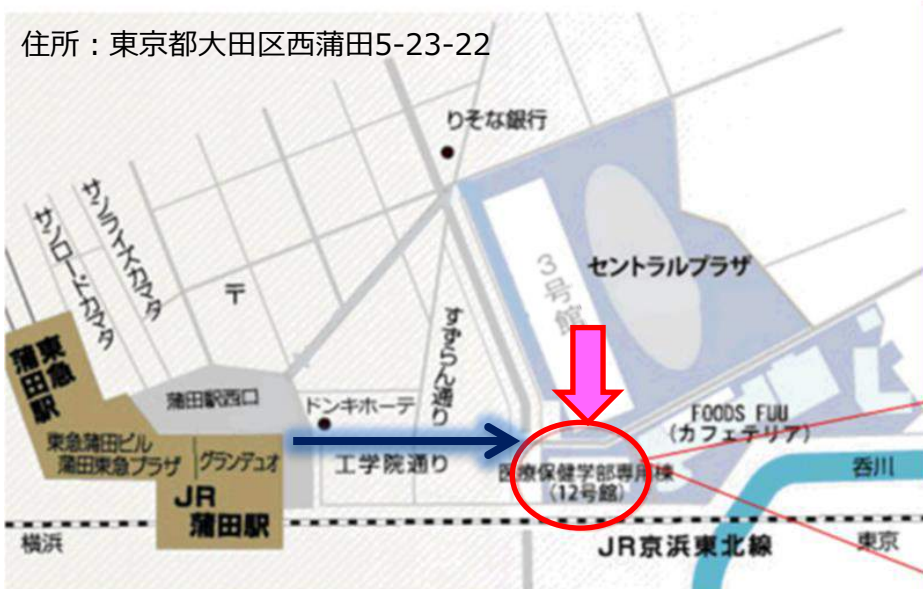 住所：東京都大田区西蒲田5-23-22
りそな銀行
サンライズカマタ
サンロードカマタ
〒
3号館
セントラルプラザ
すずらん通り
東急
蒲田駅
蒲田駅西口
ドンキホーテ
FOODS FUU
(カフェテリア)
東急蒲田ビル
蒲田東急プラザ
グランデュオ
工学院通り
医療保健学部専用棟
(12号館)
呑川
JR
蒲田駅
横浜
JR京浜東北線
東京